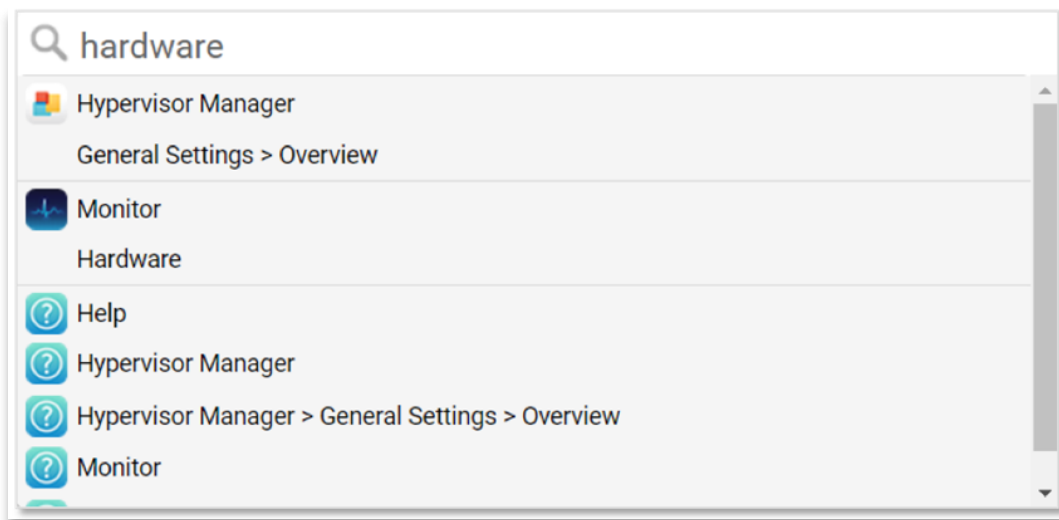 hardware
Hypervisor Manager
General Settings > Overview
Monitor
Hardware
Help
Hypervisor Manager
Hypervisor Manager > General Settings > Overview
Monitor